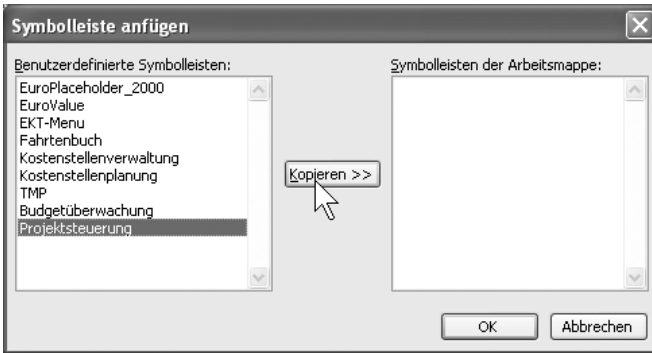 Symbolleiste anfügen
Benutzerdefinierte Symbolleisten:
EuroPlaceholder_2000
EuroValue
EKT-Menu
Fahrtenbuch
Kostenstellenverwaltung
Kostenstellenplanung
TMP
Budgetüberwachung
Projektsteuerung
Kopieren >>
Symbolleisten der Arbeitsmappe:
OK
Abbrechen